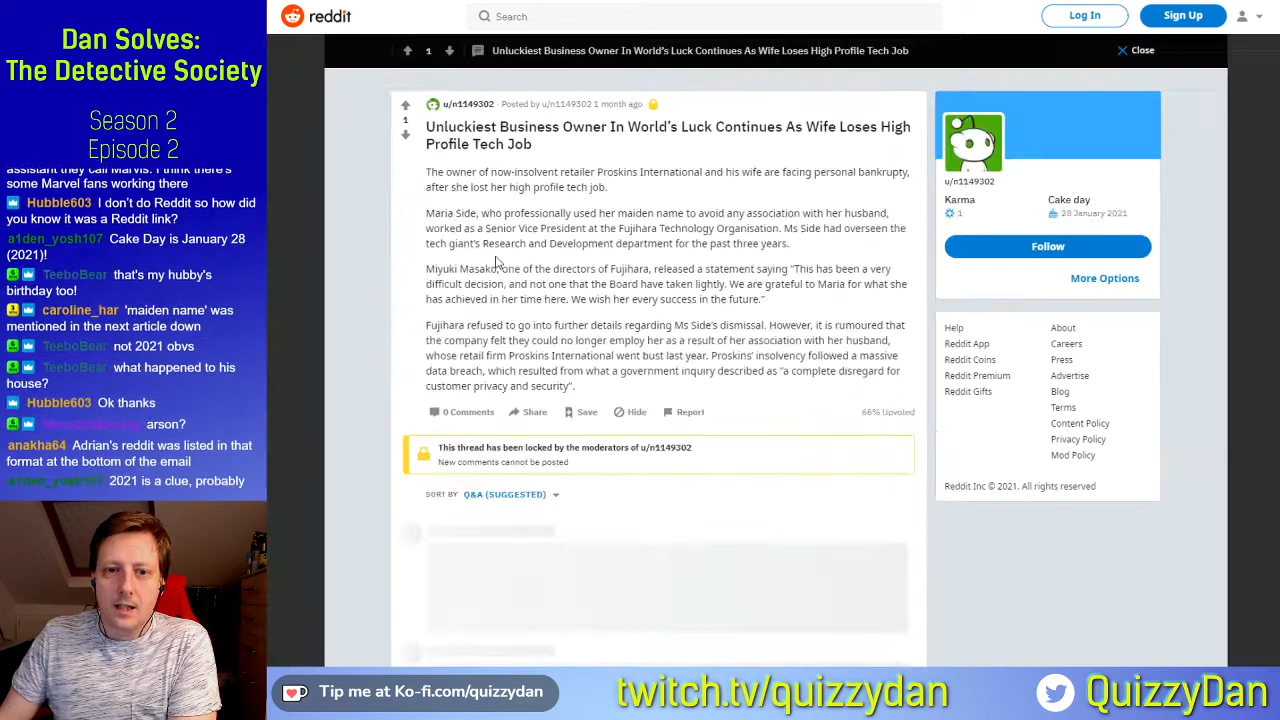 Dan Solves:
The Detective Society
Season 2
Episode 2
assistant they call Marvis. I think there's
some Marvel fans working there
Hubble603 I don't do Reddit so how did
you know it was a Reddit link?
a1den_yosh107 Cake Day is January 28
(2021)!
TeeboBear that's my hubby's
birthday too!
caroline_har 'maiden name' was
mentioned in the next article down
TeeboBear not 2021 obvs
TeeboBear what happened to his
house?
Hubble603 Ok thanks
arson?
anakha64 Adrian's reddit was listed in that
format at the bottom of the email
a1den_yosh107 2021 is a clue, probably
reddit
Search
Log In
Sign Up
1
Unluckiest Business Owner In World's Luck Continues As Wife Loses High Profile Tech Job
Close
u/n1149302 · Posted by u/n1149302 1 month ago
1
Unluckiest Business Owner In World's Luck Continues As Wife Loses High
Profile Tech Job
The owner of now-insolvent retailer Proskins International and his wife are facing personal bankrupty,
after she lost her high profile tech job.
Maria Side, who professionally used her maiden name to avoid any association with her husband,
worked as a Senior Vice President at the Fujihara Technology Organisation. Ms Side had overseen the
tech giant's Research and Development department for the past three years.
Miyuki Masako, one of the directors of Fujihara, released a statement saying "This has been a very
difficult decision, and not one that the Board have taken lightly. We are grateful to Maria for what she
has achieved in her time here. We wish her every success in the future."
Fujihara refused to go into further details regarding Ms Side's dismissal. However, it is rumoured that
the company felt they could no longer employ her as a result of her association with her husband,
whose retail firm Proskins International went bust last year. Proskins' insolvency followed a massive
data breach, which resulted from what a government inquiry described as "a complete disregard for
customer privacy and security".
0 Comments
Share
Save
Hide
Report
66% Upvoted
This thread has been locked by the moderators of u/n1149302
New comments cannot be posted
SORT BY Q&A (SUGGESTED)
u/n1149302
Karma
Cake day
1
28 January 2021
Follow
More Options
Help
About
Reddit App
Careers
Reddit Coins
Press
Reddit Premium
Advertise
Reddit Gifts
Blog
Terms
Content Policy
Privacy Policy
Mod Policy
Reddit Inc © 2021. All rights reserved
Tip me at Ko-fi.com/quizzydan
twitch.tv/quizzydan
QuizzyDan